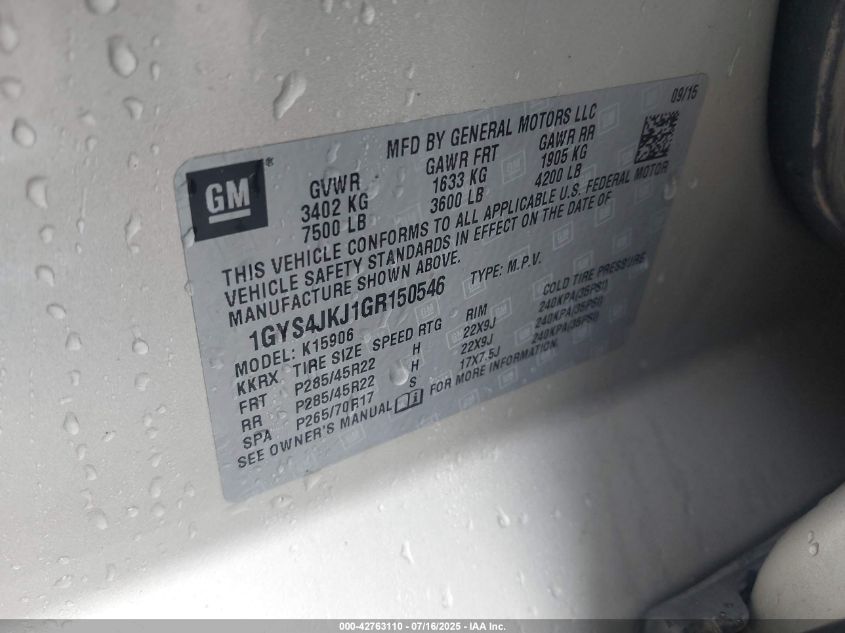 09/15
MFD BY GENERAL MOTORS LLC
GM®
GVWR GAWR FRT GAWR RR
3402 KG 1633 KG 1905 KG
7500 LB 3600 LB 4200 LB
THIS VEHICLE CONFORMS TO ALL APPLICABLE U.S. FEDERAL MOTOR
VEHICLE SAFETY STANDARDS IN EFFECT ON THE DATE OF
MANUFACTURE SHOWN ABOVE.
1GYS4JKJ1GR150546 TYPE: M.P.V.
MODEL: K15906
KKRX TIRE SIZE SPEED RTG RIM COLD TIRE PRESSURE
FRT P285/45R22 H 22X9J 240KPA(35PSI)
RR P285/45R22 H 22X9J 240KPA(35PSI)
SPA P265/70R17 S 17X7.5J 240KPA(35PSI)
SEE OWNER'S MANUAL FOR MORE INFORMATION.
000-42763110 - 07/16/2025 - IAA Inc.